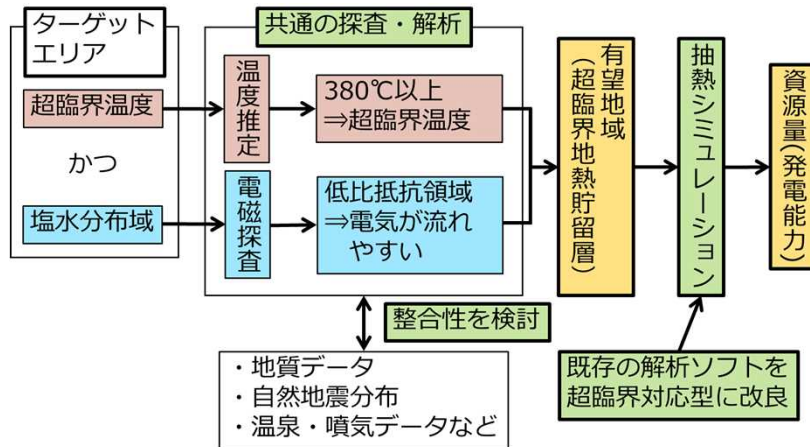 ターゲット
エリア
超臨界温度
かつ
塩水分布域
共通の探査・解析
温度推定
380℃以上
⇒超臨界温度
電磁探査
低比抵抗領域
⇒電気が流れ
やすい
整合性を検討
・地質データ
・自然地震分布
・温泉・噴気データなど
有望地域
(超臨界地熱貯留層)
抽熱シミュレーション
既存の解析ソフトを
超臨界対応型に改良
資源量(発電能力)